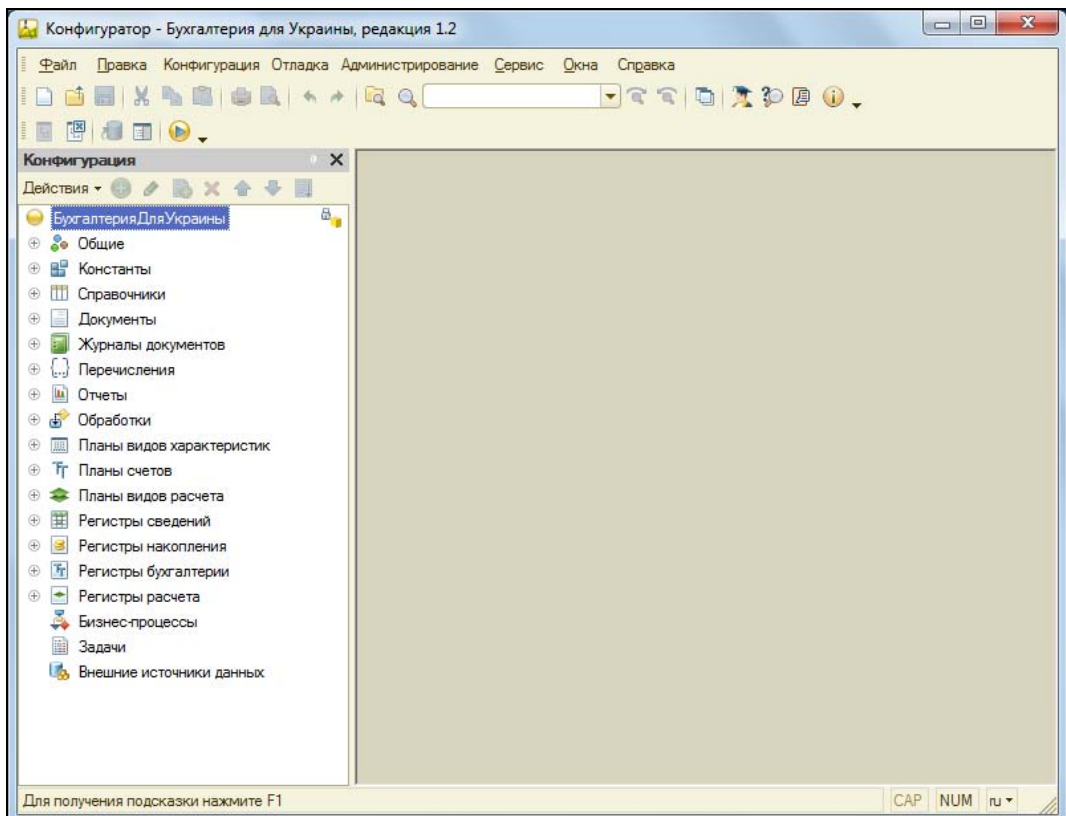 Конфигуратор - Бухгалтерия для Украины, редакция 1.2
Файл Правка Конфигурация Отладка Администрирование Сервис Окна Справка
Конфигурация
Действия
БухгалтерияДляУкраины
Общие
Константы
Справочники
Документы
Журналы документов
Перечисления
Отчеты
Обработки
Планы видов характеристик
Планы счетов
Планы видов расчета
Регистры сведений
Регистры накопления
Регистры бухгалтерии
Регистры расчета
Бизнес-процессы
Задачи
Внешние источники данных
Для получения подсказки нажмите F1 CAP NUM ru